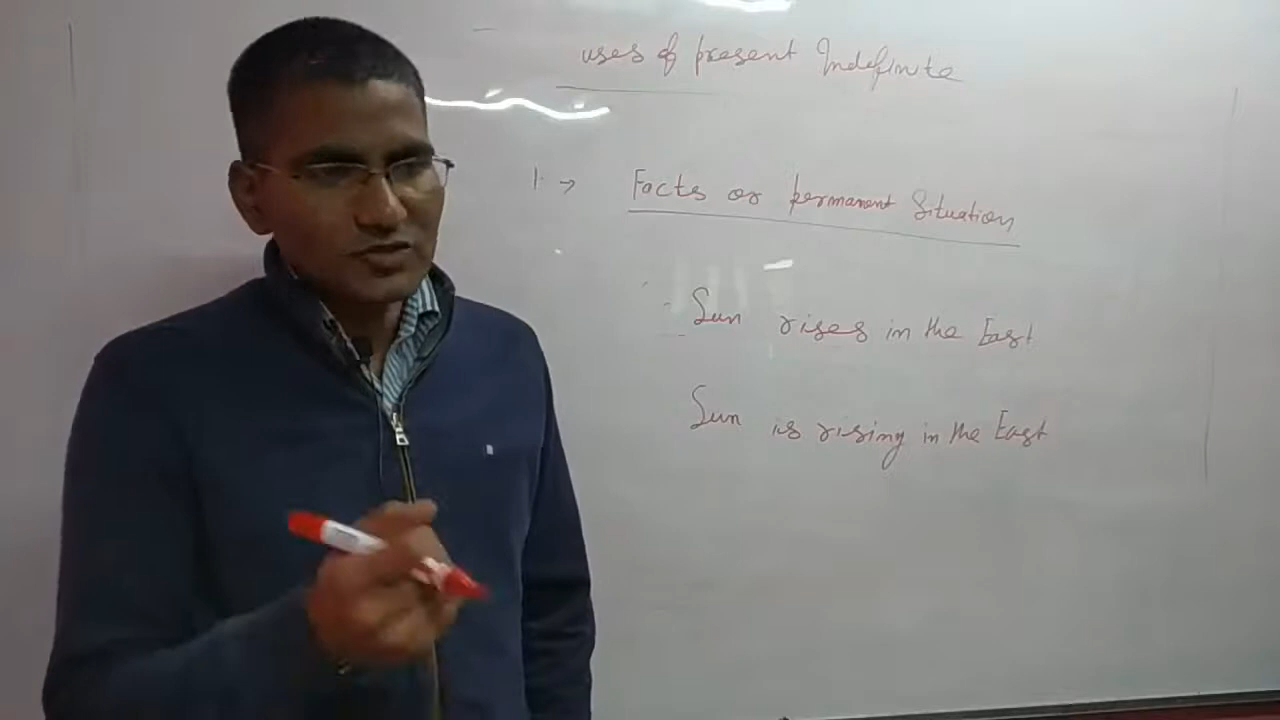 uses of present Indefinite
1. → Facts or permanent Situation
Sun rises in the East
Sun is rising in the East